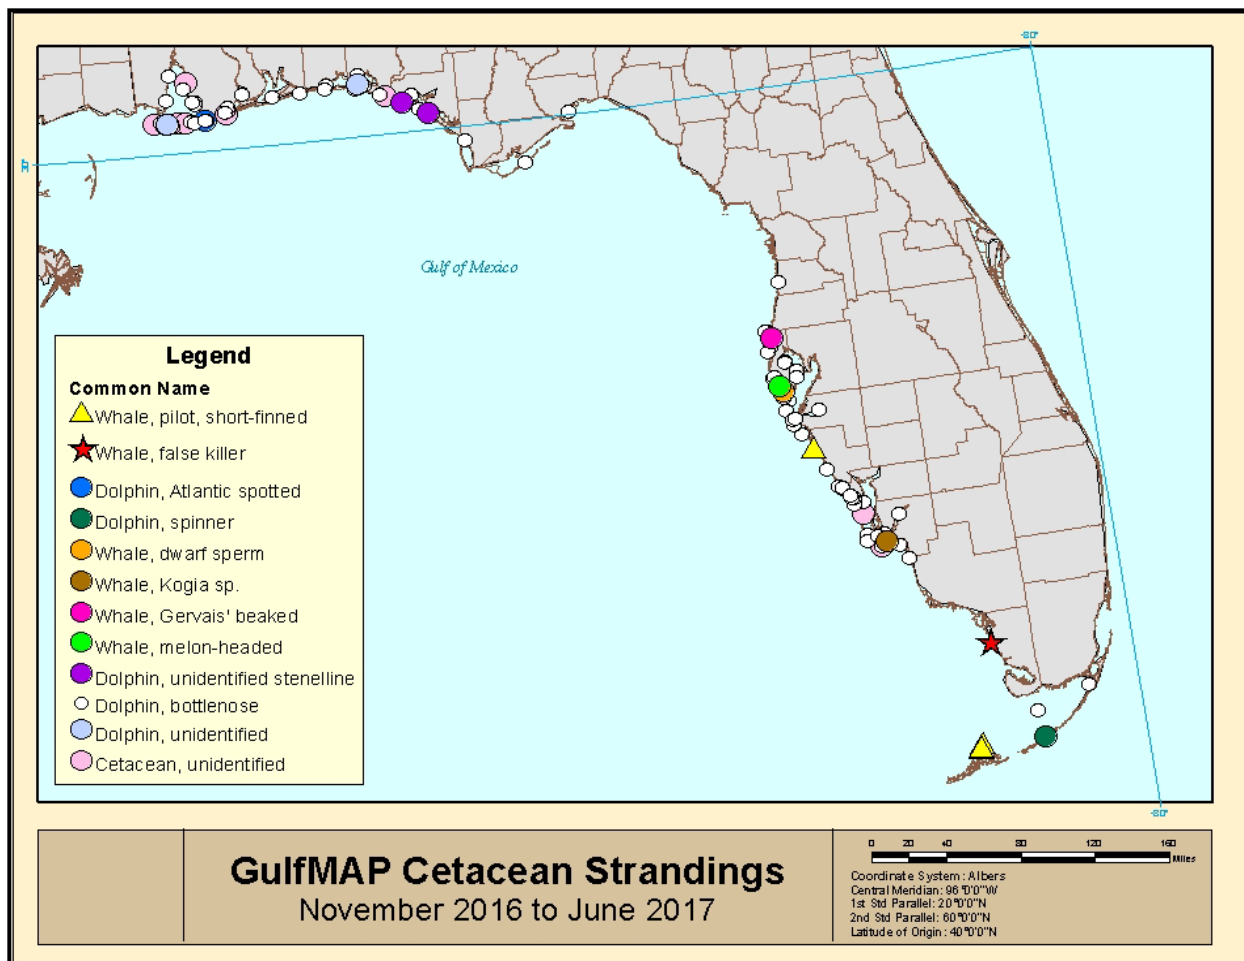 -80°
Gulf of Mexico
Legend
Common Name
Whale, pilot, short-finned
Whale, false killer
Dolphin, Atlantic spotted
Dolphin, spinner
Whale, dwarf sperm
Whale, Kogia sp.
Whale, Gervais' beaked
Whale, melon-headed
Dolphin, unidentified stenelline
Dolphin, bottlenose
Dolphin, unidentified
Cetacean, unidentified
-80°
GulfMAP Cetacean Strandings
November 2016 to June 2017
0 20 40 80 120 160
Miles
Coordinate System: Albers
Central Meridian: 96°0'0"W
1st Std Parallel: 20°0'0"N
2nd Std Parallel: 60°0'0"N
Latitude of Origin: 40°0'0"N